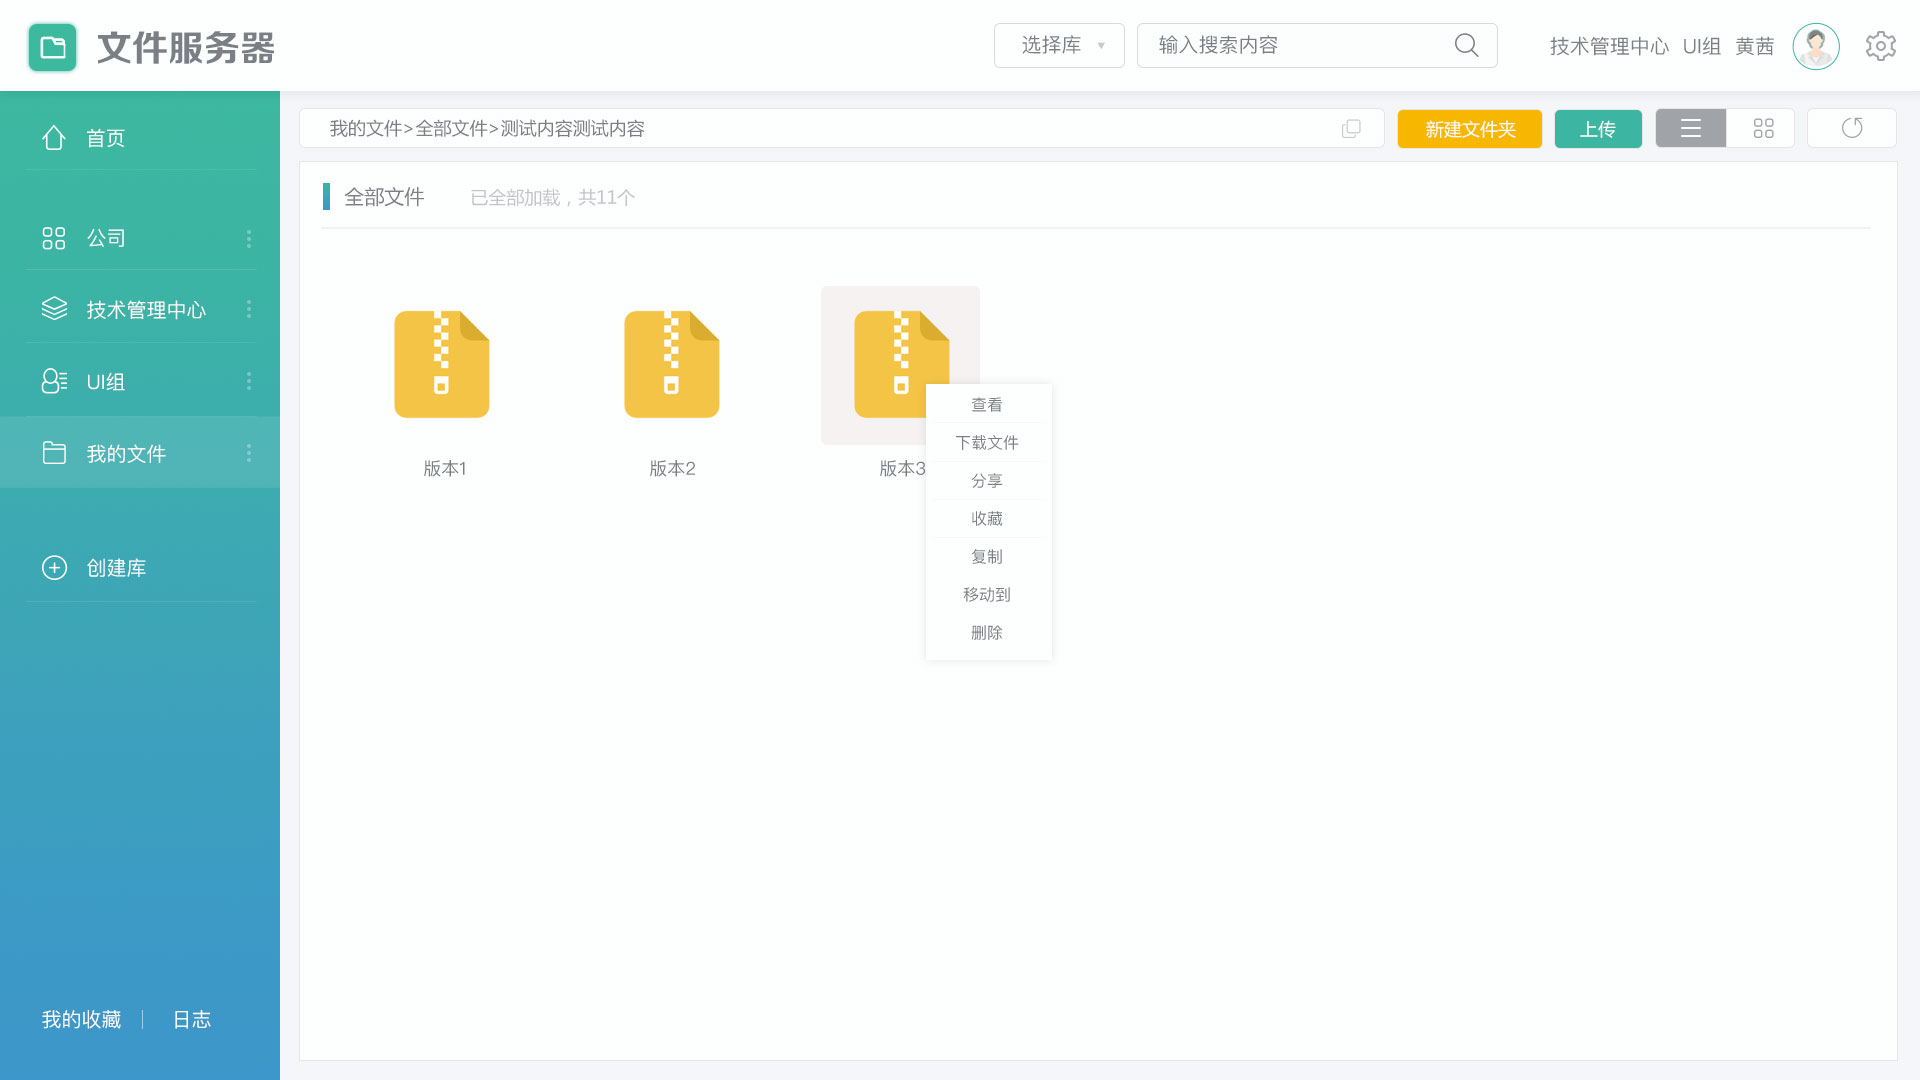 文件服务器
选择库
输入搜索内容
技术管理中心 UI组 黄茜
首页
公司
技术管理中心
UI组
我的文件
创建库
我的收藏
日志
我的文件>全部文件>测试内容测试内容
新建文件夹
上传
全部文件
已全部加载，共11个
版本1
版本2
版本3
查看
下载文件
分享
收藏
复制
移动到
删除